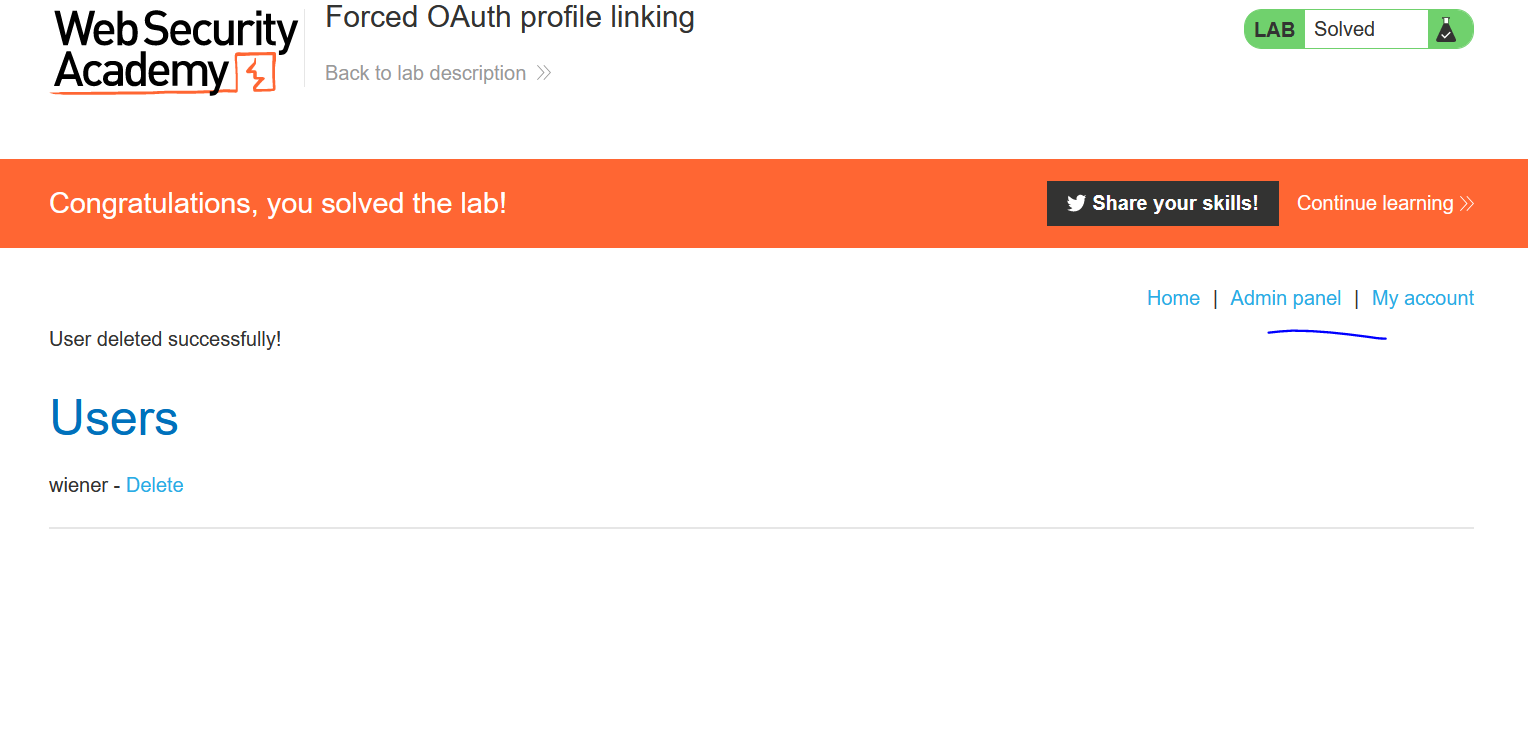 Web Security
Academy
Forced OAuth profile linking
Back to lab description
LAB Solved
Congratulations, you solved the lab!
Share your skills!
Continue learning
Home | Admin panel | My account
User deleted successfully!
Users
wiener - Delete